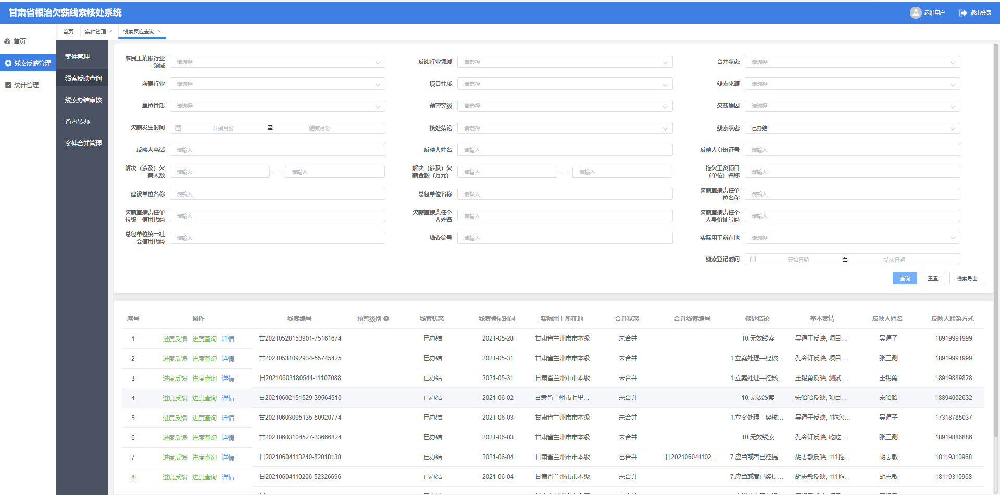 甘肃省根治欠薪线索核处系统
运维用户
退出登录
首页
案件管理 ×
线索反应查询 ×
首页
线索反映管理
统计管理
案件管理
线索反映查询
线索办结审核
省内转办
案件合并管理
农民工填报行业领域 请选择
反馈行业领域 请选择
合并状态 请选择
所属行业 请选择
项目性质 请选择
线索来源 请选择
单位性质 请选择
预警等级 请选择
欠薪原因 请选择
欠薪发生时间 开始月份 至 结束月份
核处结论 请选择
线索状态 已办结
反映人电话 请输入
反映人姓名 请输入
反映人身份证号 请输入
解决（涉及）欠薪人数 请输入 — 请输入
解决（涉及）欠薪金额（万元） 请输入 — 请输入
拖欠工资项目（单位）名称 请输入
建设单位名称 请输入
总包单位名称 请输入
欠薪直接责任单位名称 请输入
欠薪直接责任单位统一信用代码 请输入
欠薪直接责任个人姓名 请输入
欠薪直接责任个人身份证号码 请输入
总包单位统一社会信用代码 请输入
线索编号 请输入
实际用工所在地 请选择
线索登记时间 开始日期 至 结束日期
查询 重置 线索导出
序号 操作 线索编号 预警级别 线索状态 线索登记时间 实际用工所在地 合并状态 合并线索编号 核处结论 基本案情 反映人姓名 反映人联系方式
1 进度反馈 进度查询 详情 甘20210528153901-75161674 已办结 2021-05-28 甘肃省兰州市市本级 未合并 10.无效线索 吴道子反映, 项目... 吴道子 18919991999
2 进度反馈 进度查询 详情 甘20210531092934-55745425 已办结 2021-05-31 甘肃省兰州市市本级 未合并 1.立案处理—经核... 孔令轩反映, 项目... 张三测 18919991999
3 进度反馈 进度查询 详情 甘20210603180544-11107088 已办结 2021-05-31 甘肃省兰州市市本级 未合并 1.立案处理—经核... 王锡勇反映, 测试... 王锡勇 18919889828
4 进度反馈 进度查询 详情 甘20210602151529-39564510 已办结 2021-06-02 甘肃省兰州市七里... 未合并 10.无效线索 宋哈哈反映, 项目... 宋哈哈 18894002632
5 进度反馈 进度查询 详情 甘20210603095135-50920774 已办结 2021-06-03 甘肃省兰州市市本级 未合并 1.立案处理—经核... 吴道子反映, 1拖欠... 吴道子 17318785037
6 进度反馈 进度查询 详情 甘20210603104527-33666824 已办结 2021-06-03 甘肃省兰州市市本级 未合并 10.无效线索 孔令轩反映, 吃吃... 张三测 18919886886
7 进度反馈 进度查询 详情 甘20210604113240-82018138 已办结 2021-06-04 甘肃省兰州市市本级 已合并 甘202106041102... 7.应当或者已经提... 胡志敏反映, 111拖... 胡志敏 18119310968
8 进度反馈 进度查询 详情 甘20210604110206-52326696 已办结 2021-06-04 甘肃省兰州市市本级 未合并 7.应当或者已经提... 胡志敏反映, 111拖... 胡志敏 18119310968